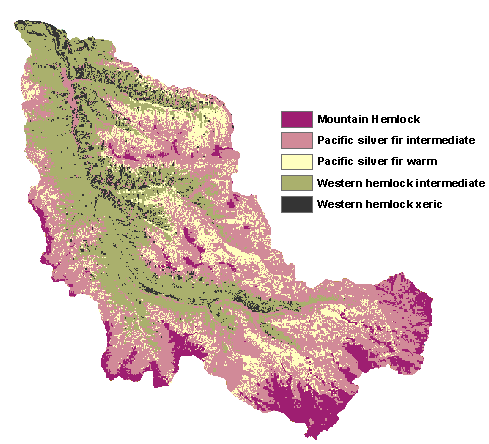 Mountain Hemlock
Pacific silver fir intermediate
Pacific silver fir warm
Western hemlock intermediate
Western hemlock xeric